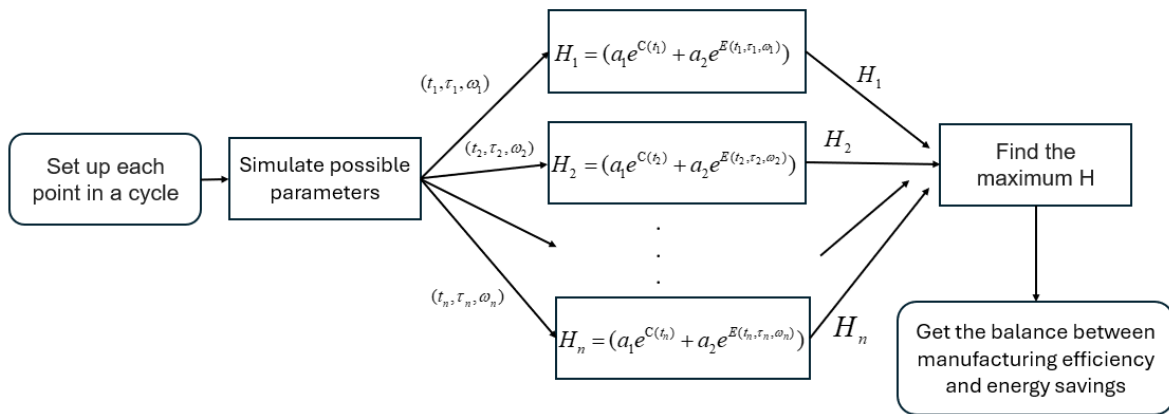 Set up each
point in a cycle
Simulate possible
parameters
(t₁,τ₁,ω₁)
(t₂,τ₂,ω₂)
(tₙ,τₙ,ωₙ)
H₁ = (a₁e^{C(t₁)} + a₂e^{E(t₁,τ₁,ω₁)})
H₂ = (a₁e^{C(t₂)} + a₂e^{E(t₂,τ₂,ω₂)})
.
.
.
Hₙ = (a₁e^{C(tₙ)} + a₂e^{E(tₙ,τₙ,ωₙ)})
H₁
H₂
Hₙ
Find the
maximum H
Get the balance between
manufacturing efficiency
and energy savings